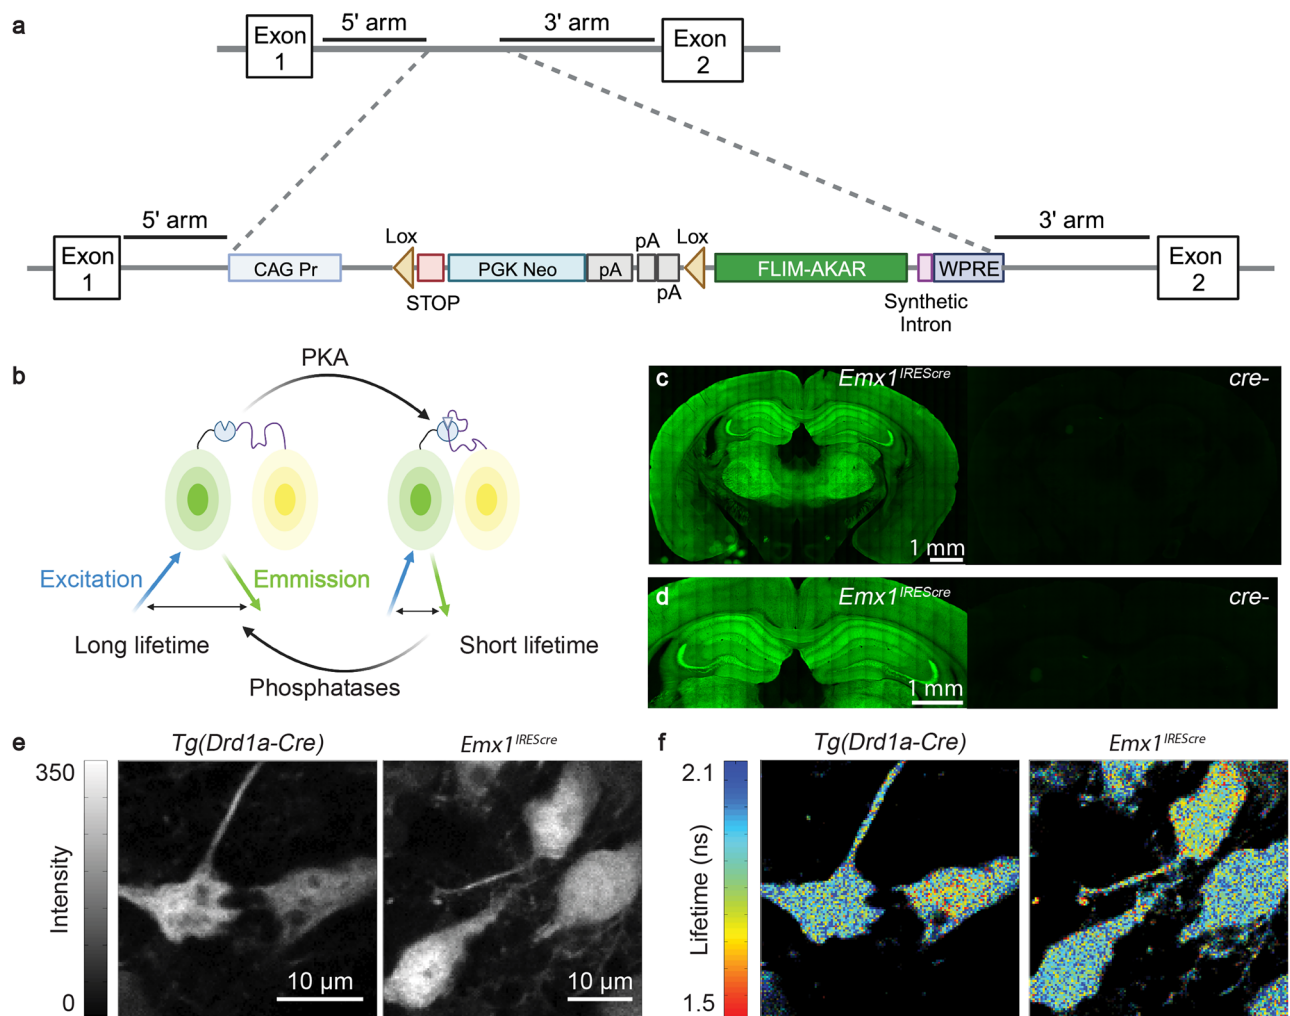 a
5' arm
3' arm
Exon
1
Exon
2
5' arm
3' arm
Exon
1
CAG Pr
Lox
STOP
PGK Neo
pA
pA
pA
Lox
FLIM-AKAR
Synthetic
Intron
WPRE
Exon
2
b
PKA
Excitation
Emmission
Long lifetime
Short lifetime
Phosphatases
c
Emx1IREScre
cre-
1 mm
d
Emx1IREScre
cre-
1 mm
e
Tg(Drd1a-Cre)
Emx1IREScre
350
Intensity
0
10 µm
10 µm
f
Tg(Drd1a-Cre)
Emx1IREScre
2.1
Lifetime (ns)
1.5